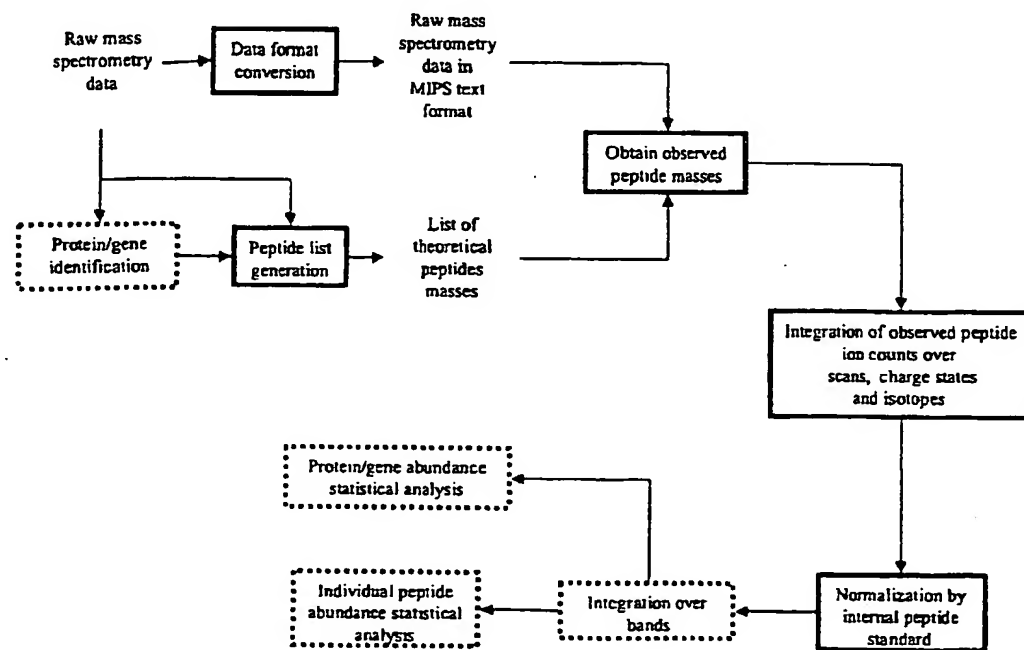 Raw mass
spectrometry
data
Data format
conversion
Raw mass
spectrometry
data in
MIPS text
format
Obtain observed
peptide masses
Protein/gene
identification
Peptide list
generation
List of
theoretical
peptides
masses
Integration of observed peptide
ion counts over
scans, charge states
and isotopes
Protein/gene abundance
statistical analysis
Individual peptide
abundance statistical
analysis
Integration over
bands
Normalization by
internal peptide
standard